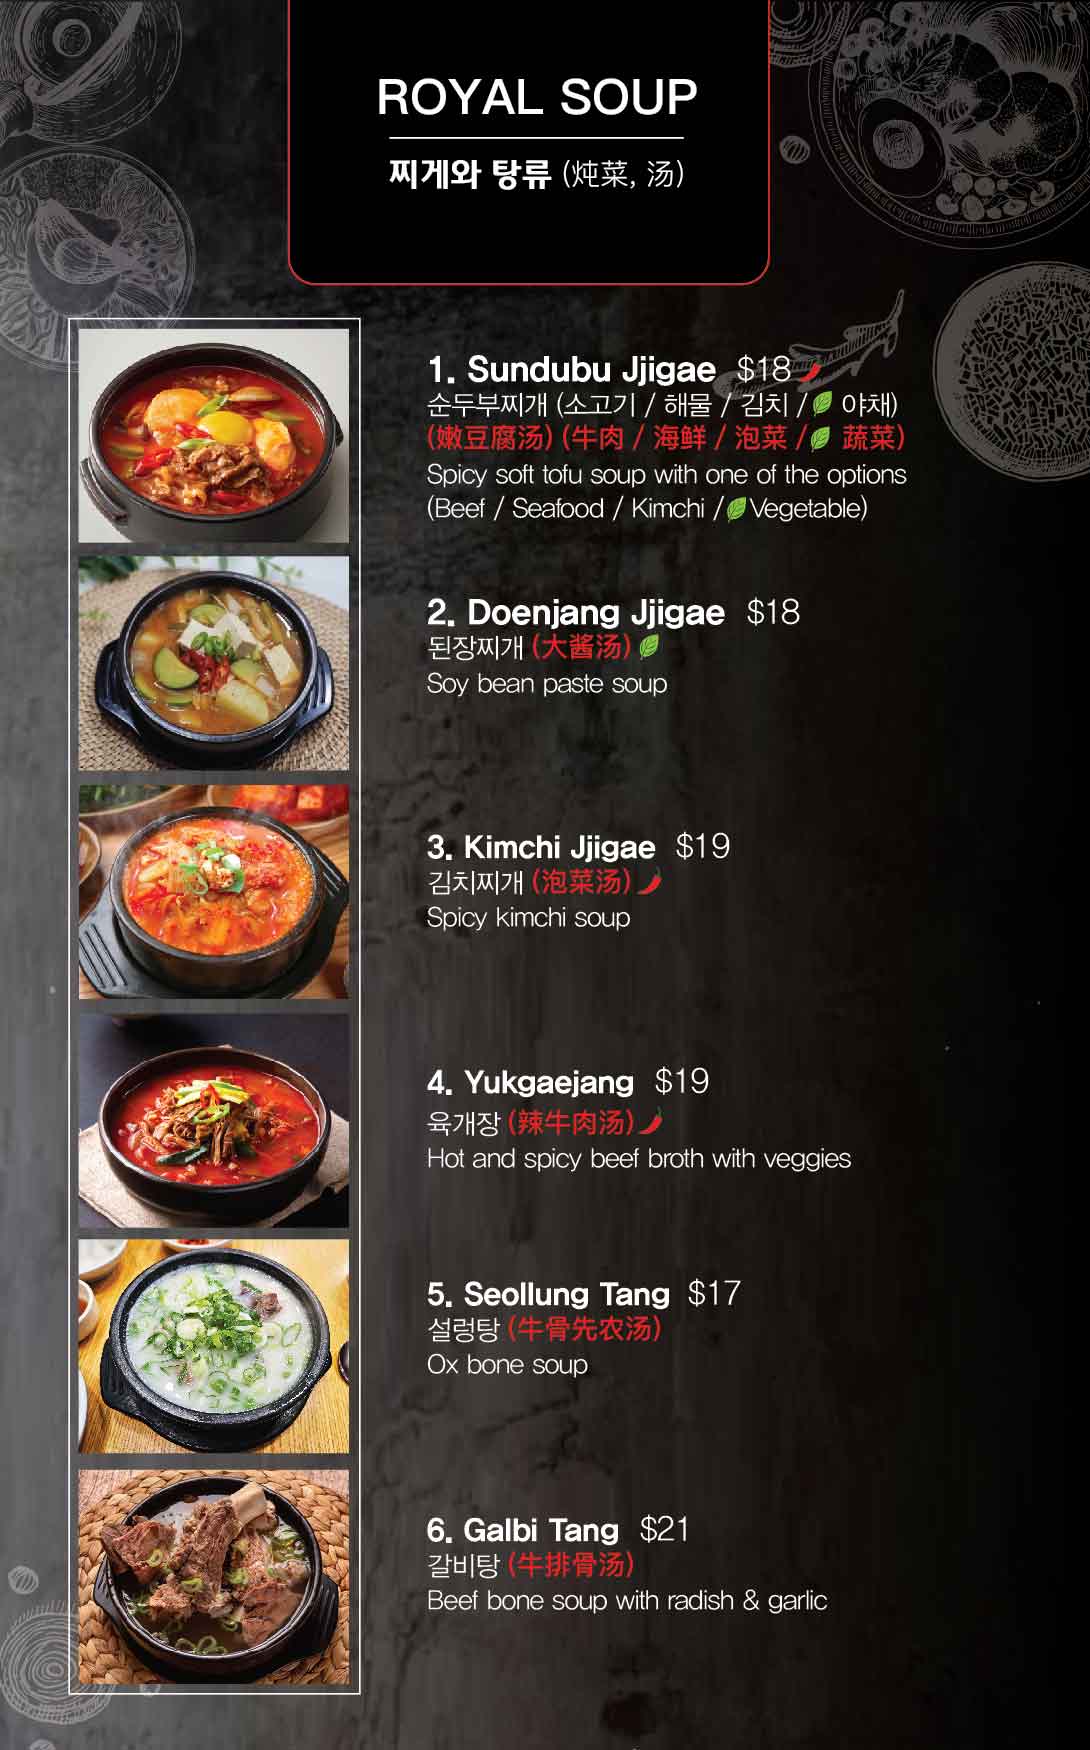 ROYAL SOUP
찌게와 탕류 (炖菜, 汤)
1. Sundubu Jjigae $18
순두부찌개 (소고기 / 해물 / 김치 / 야채)
(嫩豆腐汤) (牛肉 / 海鲜 / 泡菜 / 蔬菜)
Spicy soft tofu soup with one of the options
(Beef / Seafood / Kimchi / Vegetable)
2. Doenjang Jjigae $18
된장찌개 (大酱汤)
Soy bean paste soup
3. Kimchi Jjigae $19
김치찌개 (泡菜汤)
Spicy kimchi soup
4. Yukgaejang $19
육개장 (辣牛肉汤)
Hot and spicy beef broth with veggies
5. Seollung Tang $17
설렁탕 (牛骨先农汤)
Ox bone soup
6. Galbi Tang $21
갈비탕 (牛排骨汤)
Beef bone soup with radish & garlic